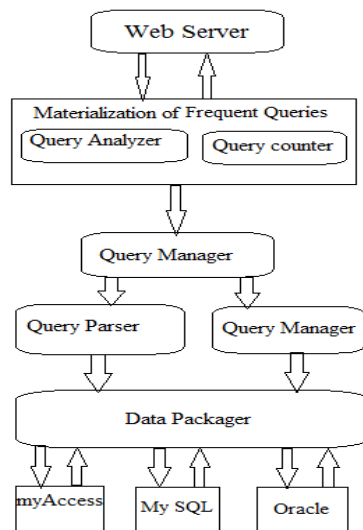 Web Server
Materialization of Frequent Queries
Query Analyzer
Query counter
Query Manager
Query Parser
Query Manager
Data Packager
myAccess
My SQL
Oracle